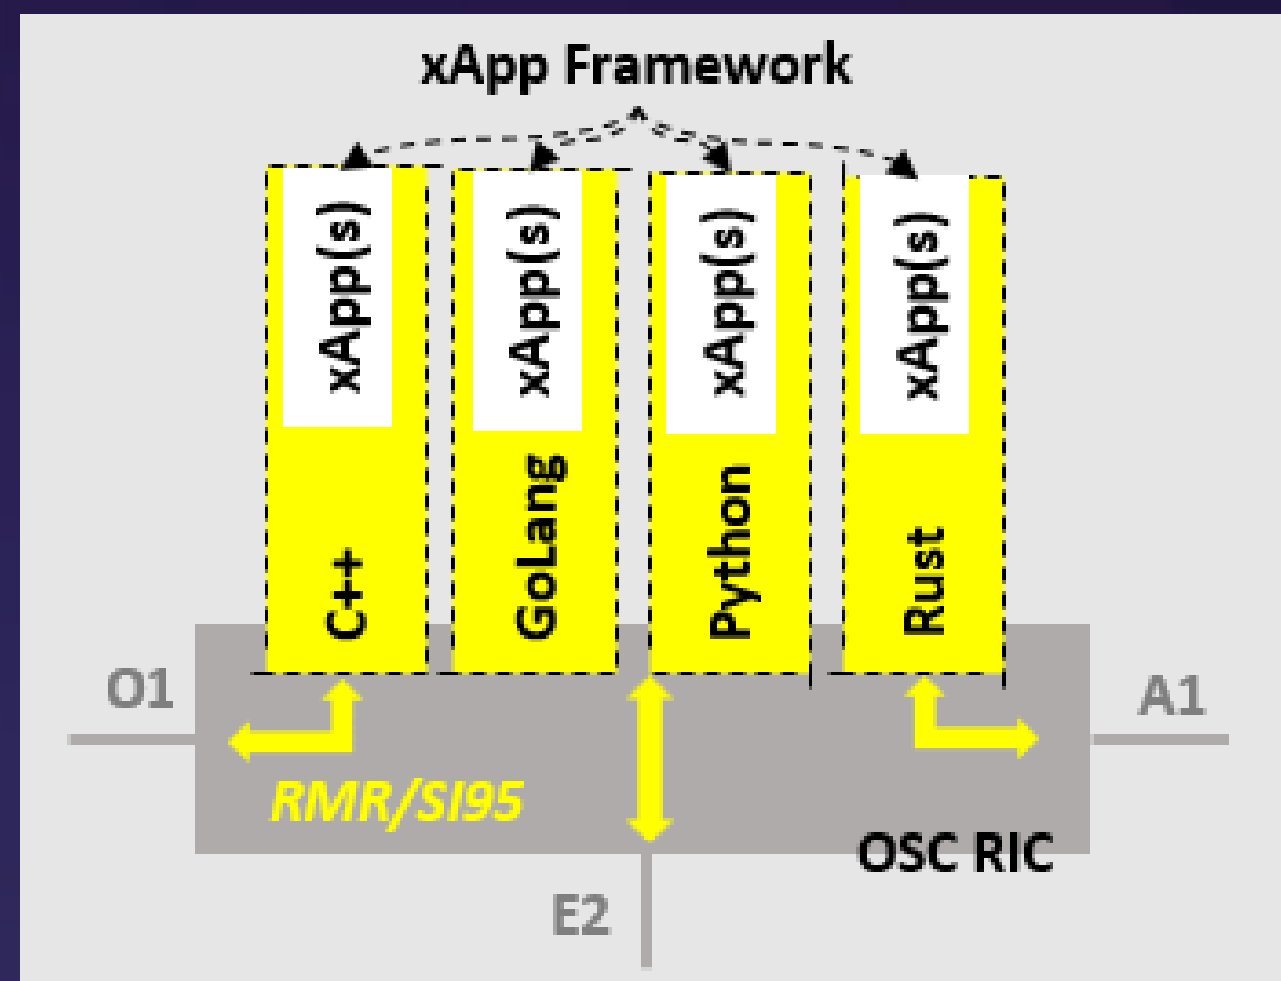 xApp Framework
xApp(s)
xApp(s)
xApp(s)
xApp(s)
C++
GoLang
Python
Rust
O1
A1
RMR/SI95
OSC RIC
E2